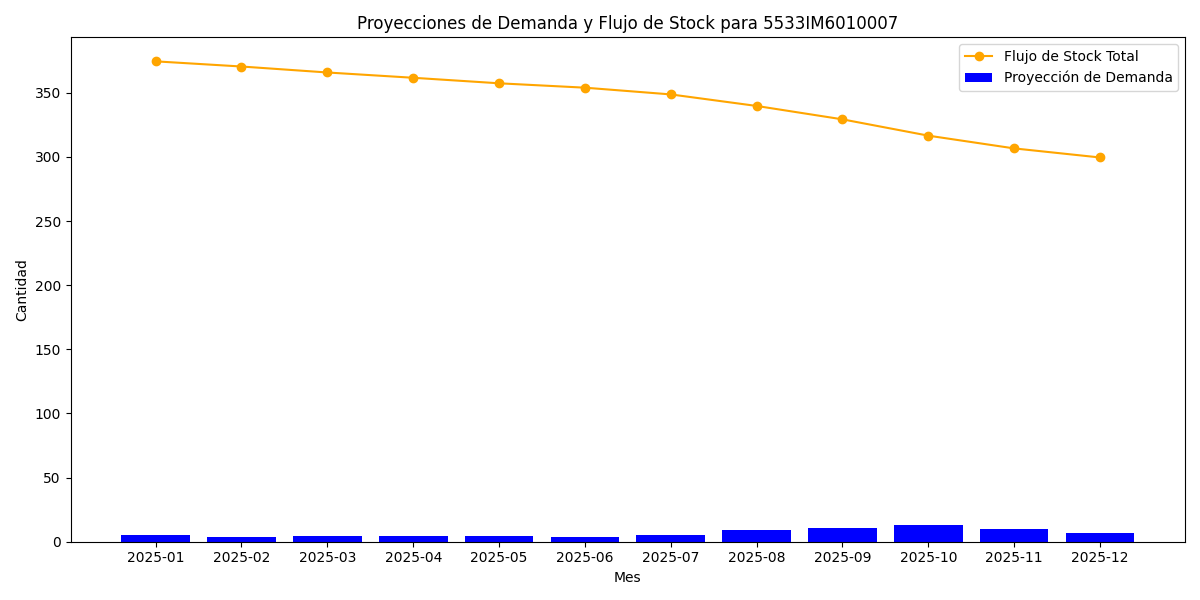 Proyecciones de Demanda y Flujo de Stock para 5533IM6010007
Flujo de Stock Total
Proyección de Demanda
Cantidad
350
300
250
200
150
100
50
0
2025-01 2025-02 2025-03 2025-04 2025-05 2025-06 2025-07 2025-08 2025-09 2025-10 2025-11 2025-12
Mes